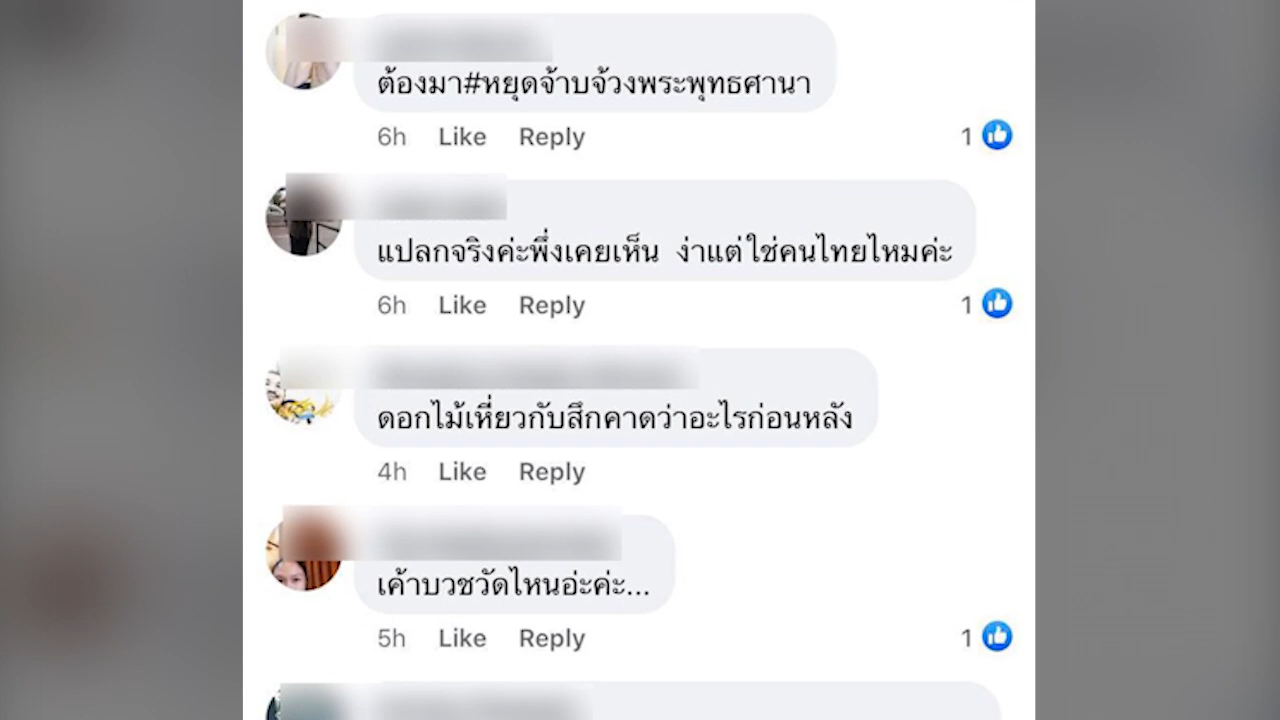 ต้องมา#หยุดจ้าบจ้วงพระพุทธศานา
6h Like Reply 1
แปลกจริงค่ะพึ่งเคยเห็น ง่าแต่ใช่คนไทยไหมค่ะ
6h Like Reply 1
ดอกไม้เหี่ยวกับสึกคาดว่าอะไรก่อนหลัง
4h Like Reply
เค้าบวชวัดไหนอ่ะค่ะ...
5h Like Reply 1